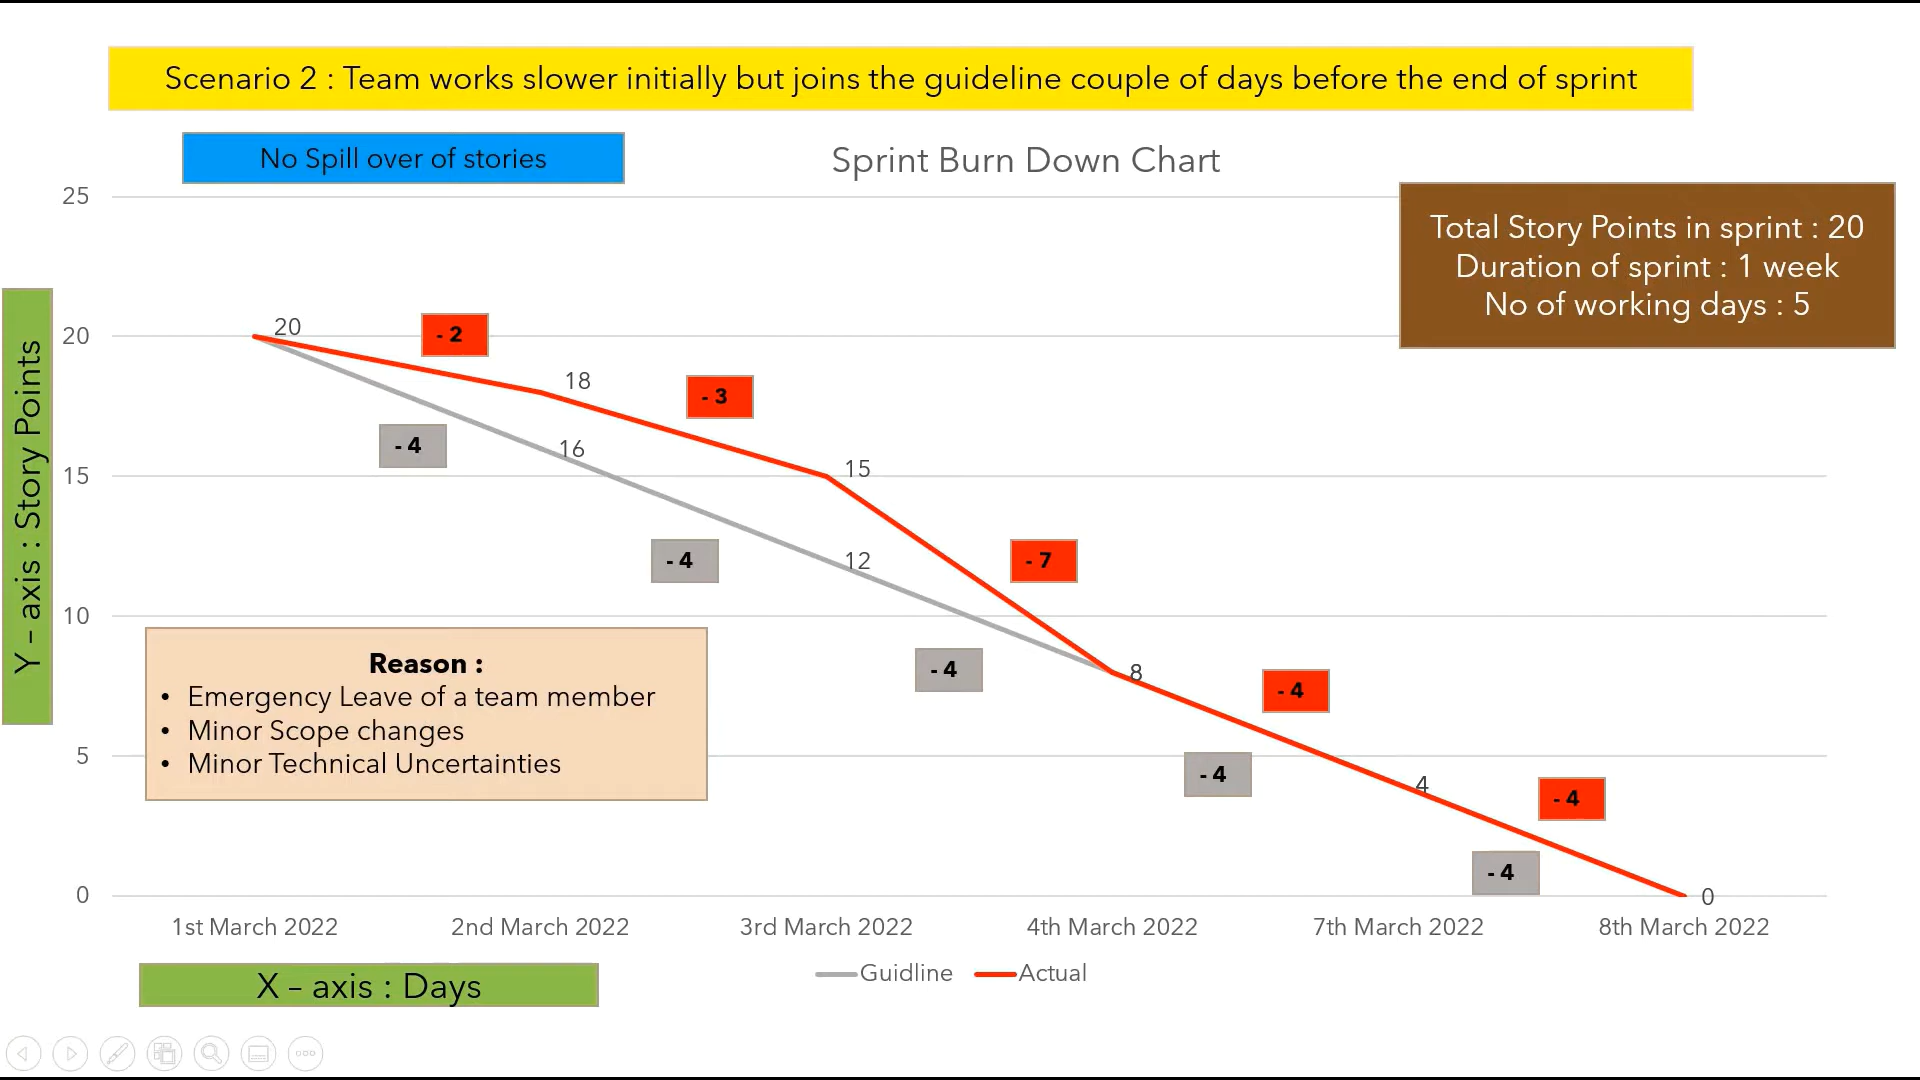 Scenario 2 : Team works slower initially but joins the guideline couple of days before the end of sprint
No Spill over of stories
Sprint Burn Down Chart
Total Story Points in sprint : 20
Duration of sprint : 1 week
No of working days : 5
Y – axis : Story Points
25
20
15
10
5
0
20
- 2
18
- 3
- 4
16
15
- 4
12
- 7
- 4
8
- 4
- 4
4
- 4
- 4
0
Reason :
• Emergency Leave of a team member
• Minor Scope changes
• Minor Technical Uncertainties
1st March 2022
2nd March 2022
3rd March 2022
4th March 2022
7th March 2022
8th March 2022
Guidline
Actual
X – axis : Days